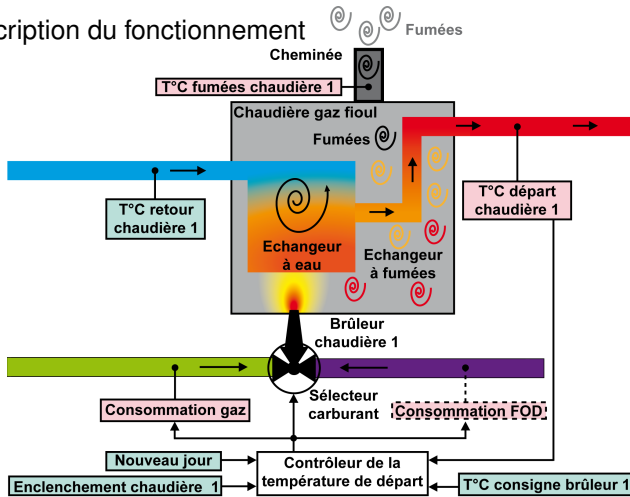 cription du fonctionnement
Fumées
Cheminée
T°C fumées chaudière 1
Chaudière gaz fioul
Fumées
T°C retour
chaudière 1
T°C départ
chaudière 1
Echangeur
à eau
Echangeur
à fumées
Brûleur
chaudière 1
Sélecteur
carburant
Consommation gaz
Consommation FOD
Nouveau jour
Enclenchement chaudière 1
Contrôleur de la
température de départ
T°C consigne brûleur 1